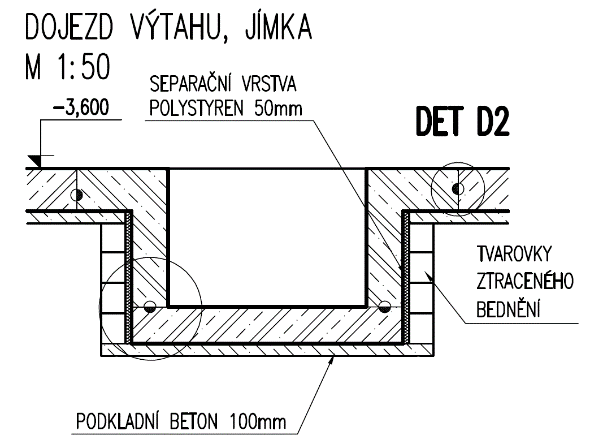 DOJEZD VÝTAHU, JÍMKA
M 1:50
SEPARAČNÍ VRSTVA
POLYSTYREN 50mm
-3,600
DET D2
TVAROVKY
ZTRACENÉHO
BEDNĚNÍ
PODKLADNÍ BETON 100mm